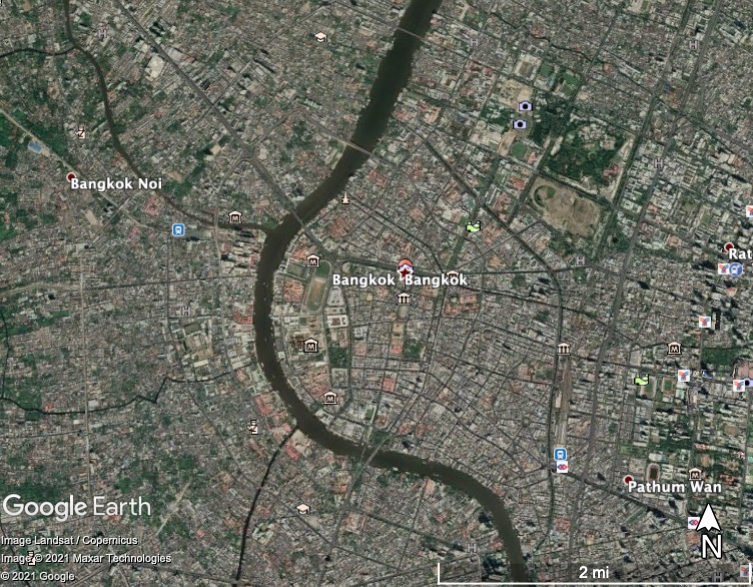 Bangkok Noi
Rat
Bangkok Bangkok
Pathum Wan
Google Earth
N
Image Landsat / Copernicus
Image © 2021 Maxar Technologies
© 2021 Google
2 mi